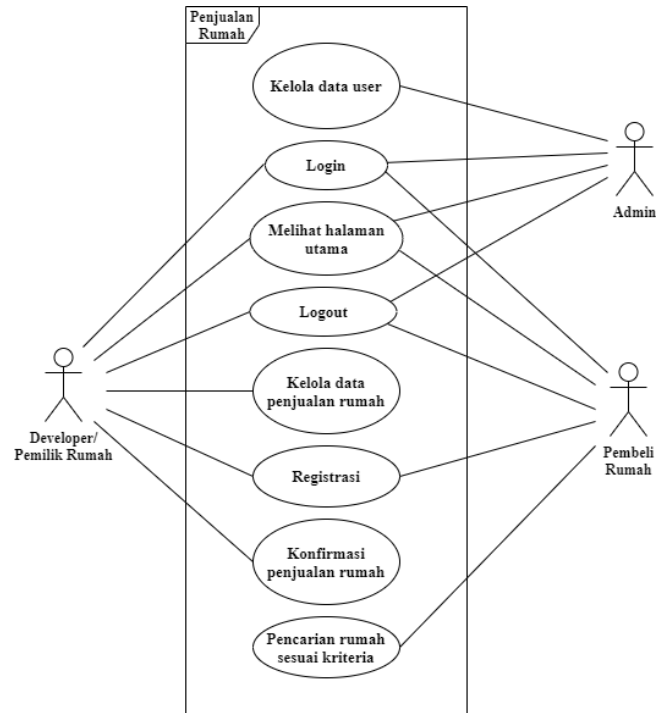 Penjualan
Rumah
Kelola data user
Login
Admin
Melihat halaman
utama
Logout
Kelola data
penjualan rumah
Developer/
Pemilik Rumah
Pembeli
Rumah
Registrasi
Konfirmasi
penjualan rumah
Pencarian rumah
sesuai kriteria